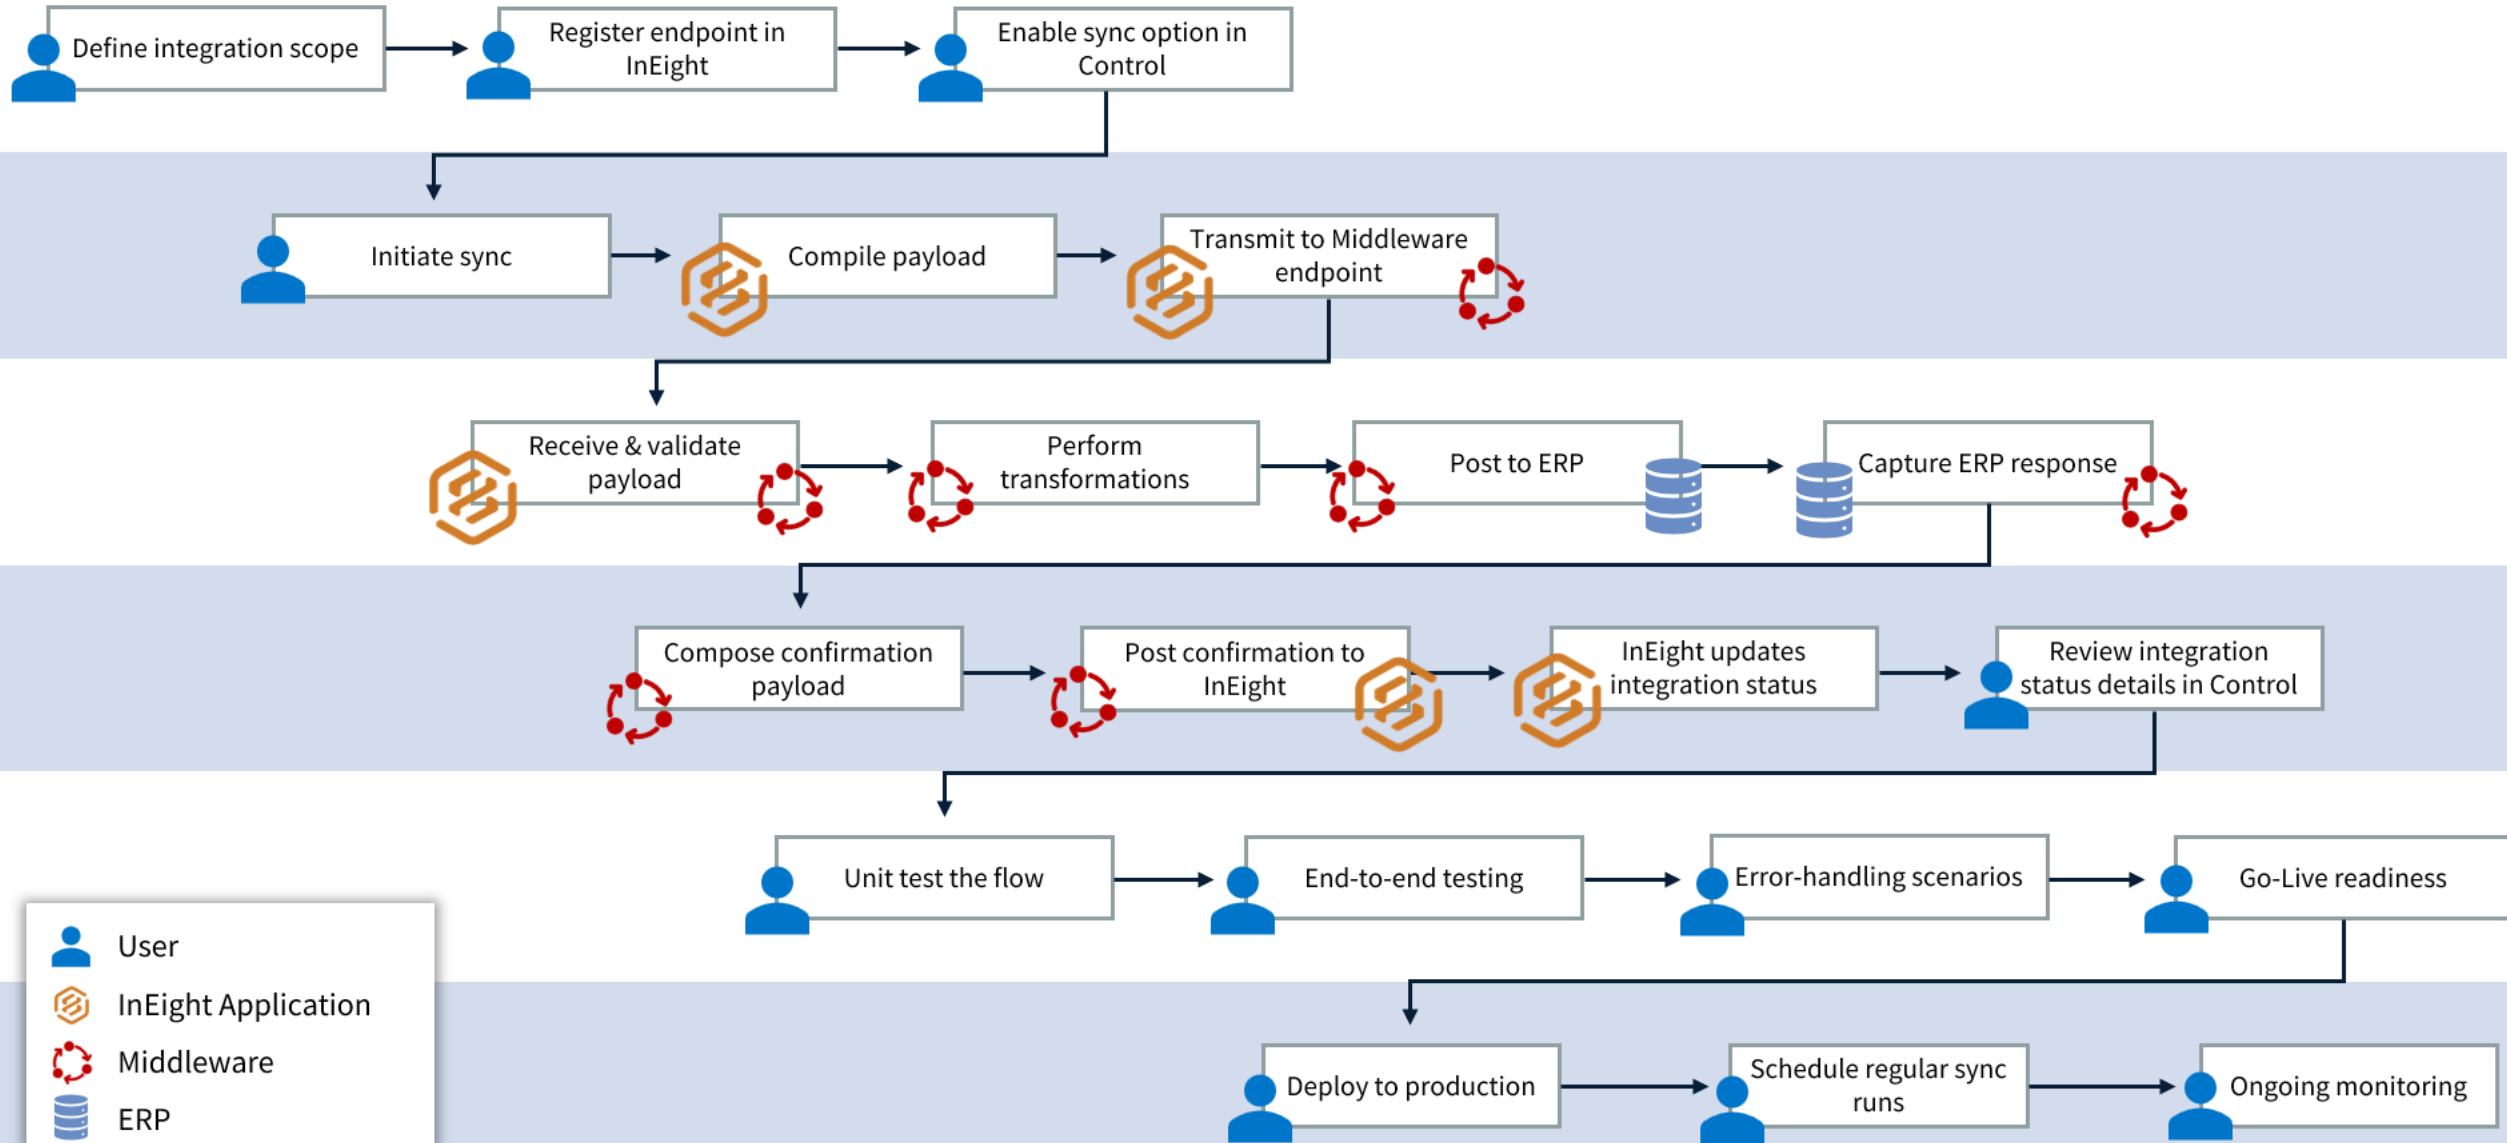 Define integration scope
Register endpoint in
InEight
Enable sync option in
Control
Initiate sync
Compile payload
Transmit to Middleware
endpoint
Receive & validate
payload
Perform
transformations
Post to ERP
Capture ERP response
Compose confirmation
payload
Post confirmation to
InEight
InEight updates
integration status
Review integration
status details in Control
Unit test the flow
End-to-end testing
Error-handling scenarios
Go-Live readiness
Deploy to production
Schedule regular sync
runs
Ongoing monitoring
User
InEight Application
Middleware
ERP